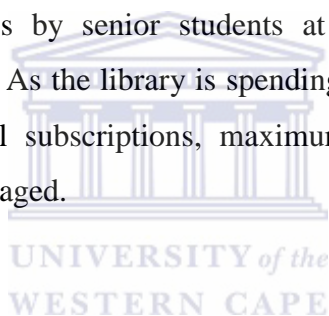 s by senior students at
As the library is spending
l subscriptions, maximum
aged.
UNIVERSITY of the
WESTERN CAPE